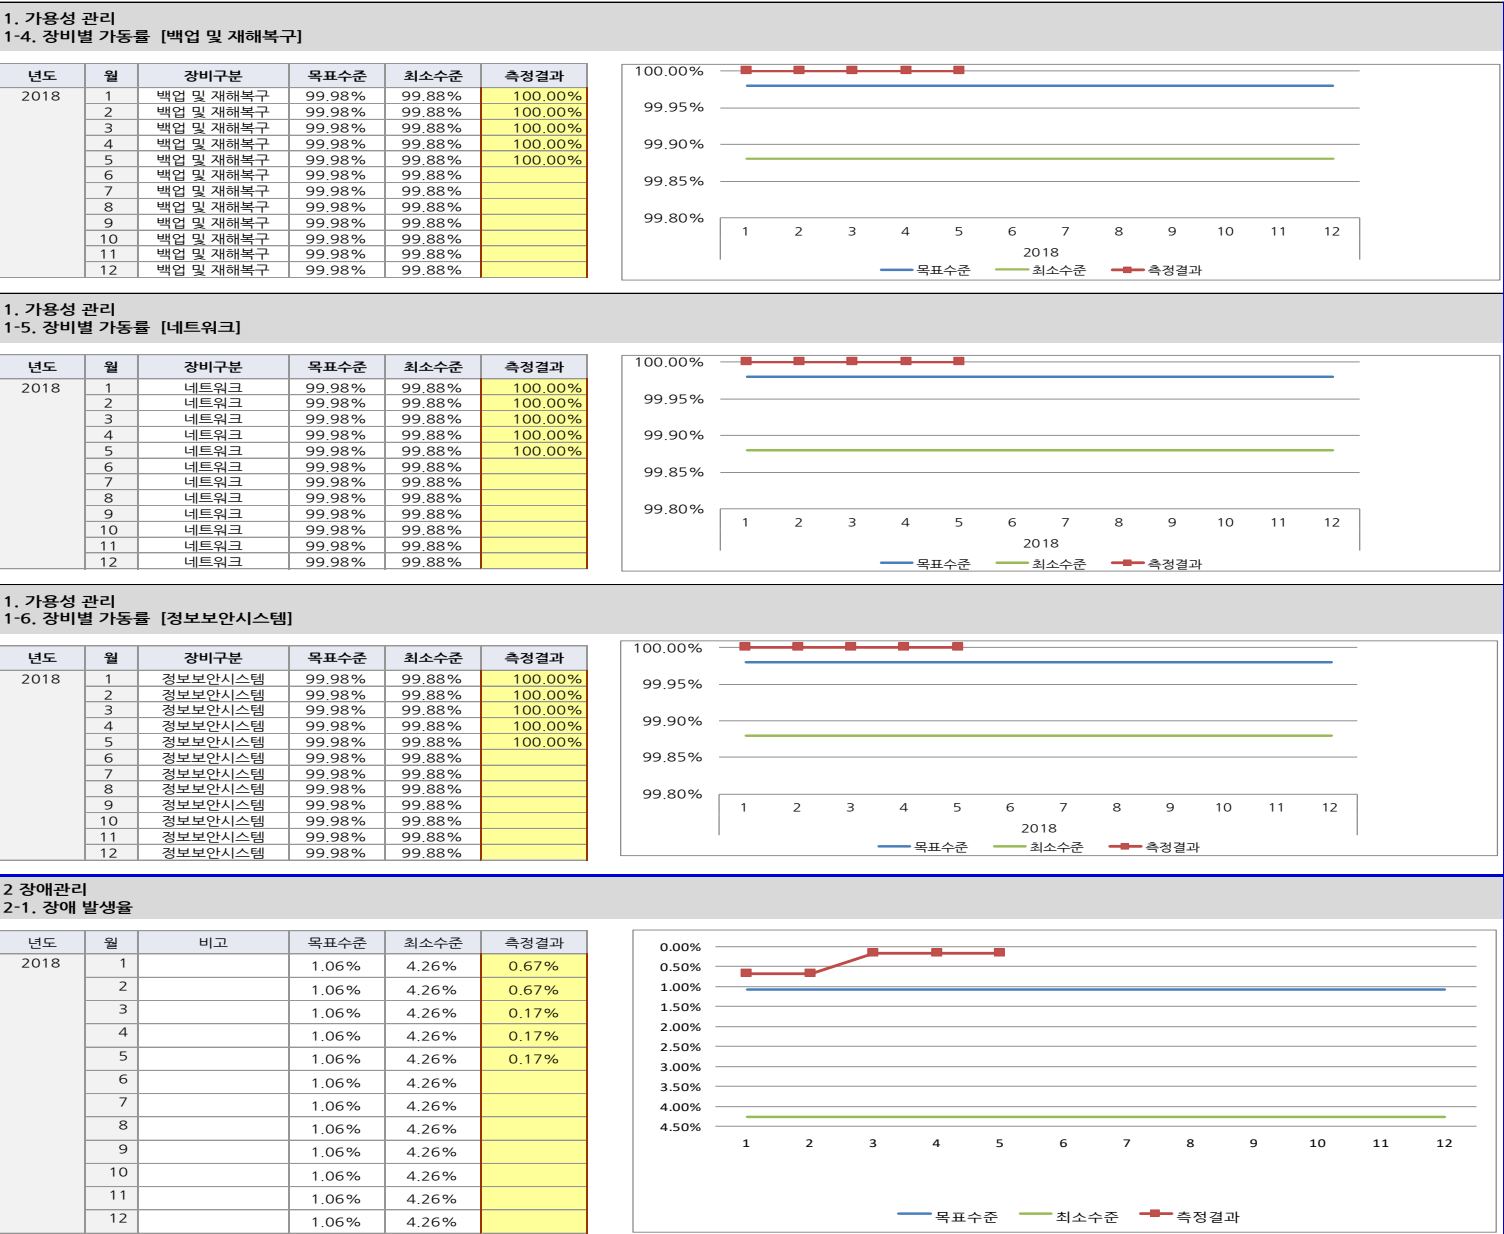 1. 가용성 관리
1-4. 장비별 가동률 [백업 및 재해복구]
년도 월 장비구분 목표수준 최소수준 측정결과
2018 1 백업 및 재해복구 99.98% 99.88% 100.00%
2 백업 및 재해복구 99.98% 99.88% 100.00%
3 백업 및 재해복구 99.98% 99.88% 100.00%
4 백업 및 재해복구 99.98% 99.88% 100.00%
5 백업 및 재해복구 99.98% 99.88% 100.00%
6 백업 및 재해복구 99.98% 99.88%
7 백업 및 재해복구 99.98% 99.88%
8 백업 및 재해복구 99.98% 99.88%
9 백업 및 재해복구 99.98% 99.88%
10 백업 및 재해복구 99.98% 99.88%
11 백업 및 재해복구 99.98% 99.88%
12 백업 및 재해복구 99.98% 99.88%
100.00%
99.95%
99.90%
99.85%
99.80%
1 2 3 4 5 6 7 8 9 10 11 12
2018
목표수준 최소수준 측정결과
1. 가용성 관리
1-5. 장비별 가동률 [네트워크]
년도 월 장비구분 목표수준 최소수준 측정결과
2018 1 네트워크 99.98% 99.88% 100.00%
2 네트워크 99.98% 99.88% 100.00%
3 네트워크 99.98% 99.88% 100.00%
4 네트워크 99.98% 99.88% 100.00%
5 네트워크 99.98% 99.88% 100.00%
6 네트워크 99.98% 99.88%
7 네트워크 99.98% 99.88%
8 네트워크 99.98% 99.88%
9 네트워크 99.98% 99.88%
10 네트워크 99.98% 99.88%
11 네트워크 99.98% 99.88%
12 네트워크 99.98% 99.88%
100.00%
99.95%
99.90%
99.85%
99.80%
1 2 3 4 5 6 7 8 9 10 11 12
2018
목표수준 최소수준 측정결과
1. 가용성 관리
1-6. 장비별 가동률 [정보보안시스템]
년도 월 장비구분 목표수준 최소수준 측정결과
2018 1 정보보안시스템 99.98% 99.88% 100.00%
2 정보보안시스템 99.98% 99.88% 100.00%
3 정보보안시스템 99.98% 99.88% 100.00%
4 정보보안시스템 99.98% 99.88% 100.00%
5 정보보안시스템 99.98% 99.88% 100.00%
6 정보보안시스템 99.98% 99.88%
7 정보보안시스템 99.98% 99.88%
8 정보보안시스템 99.98% 99.88%
9 정보보안시스템 99.98% 99.88%
10 정보보안시스템 99.98% 99.88%
11 정보보안시스템 99.98% 99.88%
12 정보보안시스템 99.98% 99.88%
100.00%
99.95%
99.90%
99.85%
99.80%
1 2 3 4 5 6 7 8 9 10 11 12
2018
목표수준 최소수준 측정결과
2 장애관리
2-1. 장애 발생율
년도 월 비고 목표수준 최소수준 측정결과
2018 1 1.06% 4.26% 0.67%
2 1.06% 4.26% 0.67%
3 1.06% 4.26% 0.17%
4 1.06% 4.26% 0.17%
5 1.06% 4.26% 0.17%
6 1.06% 4.26%
7 1.06% 4.26%
8 1.06% 4.26%
9 1.06% 4.26%
10 1.06% 4.26%
11 1.06% 4.26%
12 1.06% 4.26%
0.00%
0.50%
1.00%
1.50%
2.00%
2.50%
3.00%
3.50%
4.00%
4.50%
1 2 3 4 5 6 7 8 9 10 11 12
목표수준 최소수준 측정결과